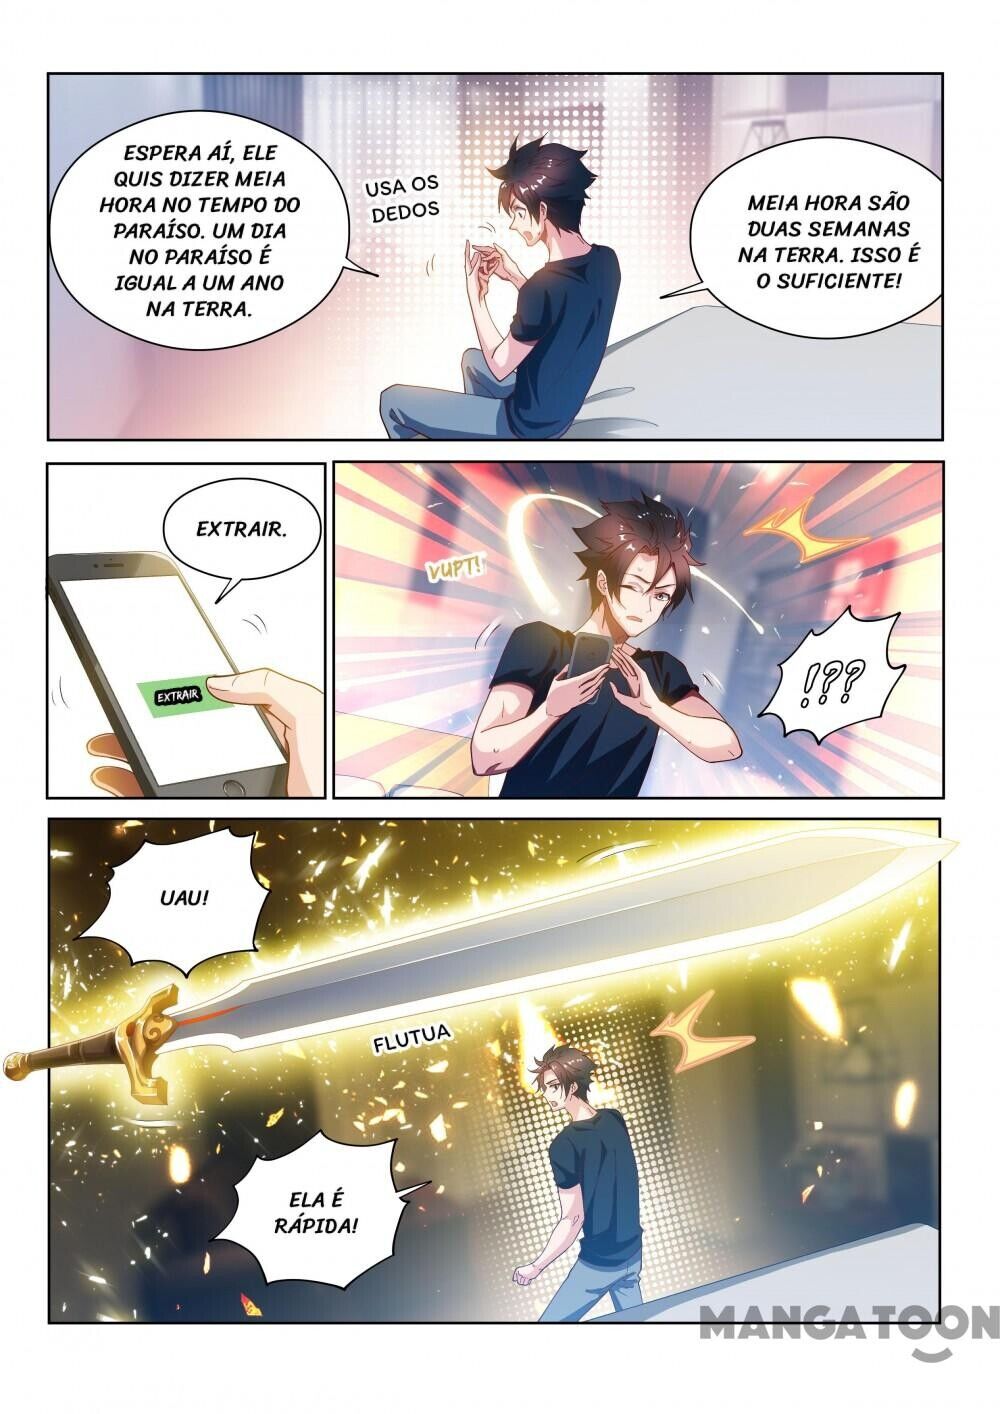 ESPERA AÍ, ELE
QUIS DIZER MEIA
HORA NO TEMPO DO
PARAÍSO. UM DIA
NO PARAÍSO É
IGUAL A UM ANO
NA TERRA.
USA OS
DEDOS
MEIA HORA SÃO
DUAS SEMANAS
NA TERRA. ISSO É
O SUFICIENTE!
EXTRAIR.
EXTRAIR
VUPT!
!??
UAU!
FLUTUA
ELA É
RÁPIDA!
MANGATOON